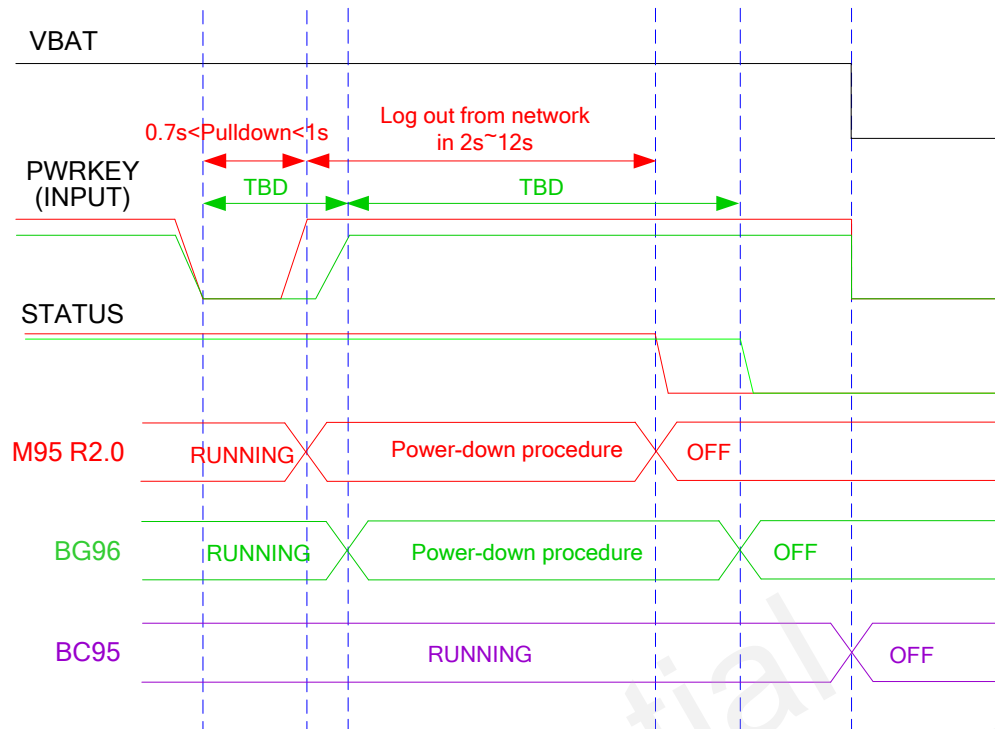 VBAT
0.7s<Pulldown<1s
Log out from network
in 2s~12s
PWRKEY
(INPUT)
TBD
TBD
STATUS
M95 R2.0
RUNNING
Power-down procedure
OFF
BG96
RUNNING
Power-down procedure
OFF
BC95
RUNNING
OFF
tial